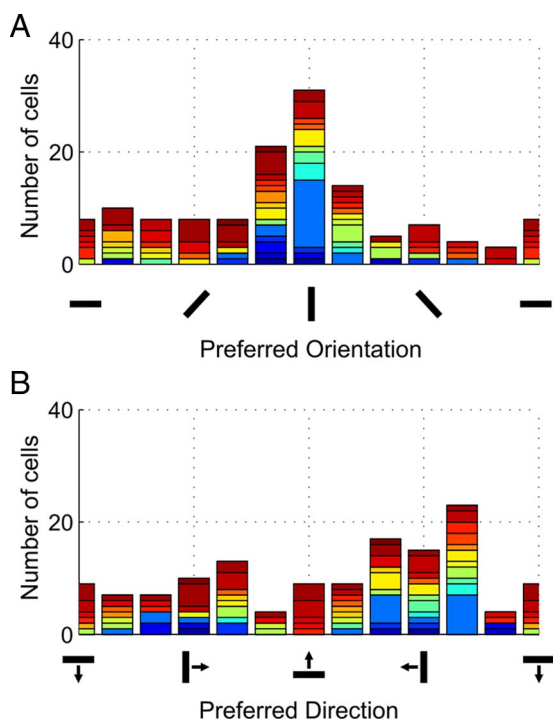 A
40
20
0
Number of cells
Preferred Orientation
B
40
20
0
Number of cells
Preferred Direction